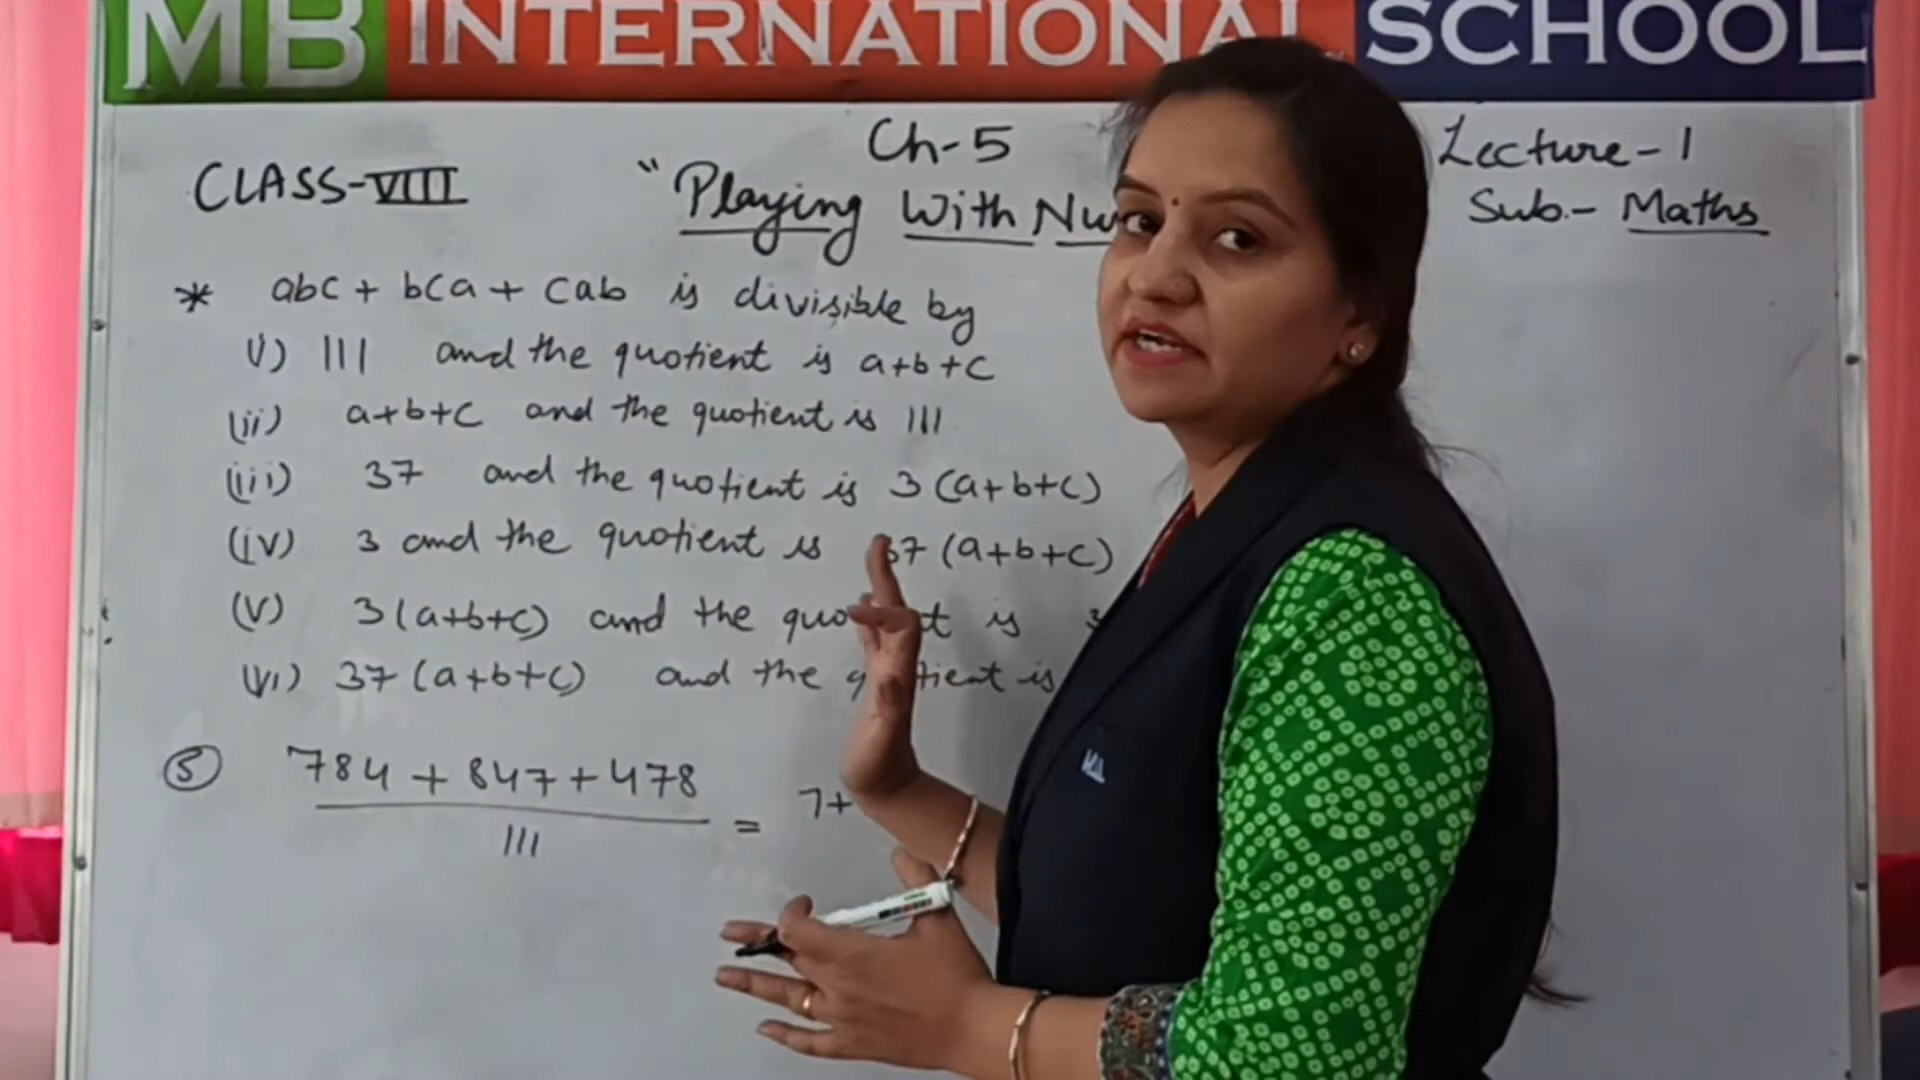 MB INTERNATIONAL SCHOOL
Ch-5
Lecture-1
CLASS-VIII
"Playing With Nu
Sub.- Maths
* abc + bca + cab is divisible by
(i) 111 and the quotient is a+b+c
(ii) a+b+c and the quotient is 111
(iii) 37 and the quotient is 3(a+b+c)
(iv) 3 and the quotient is 37(a+b+c)
(v) 3(a+b+c) and the is 3
(vi) 37(a+b+c) and the is
5 784 + 847 + 478
111
= 7+